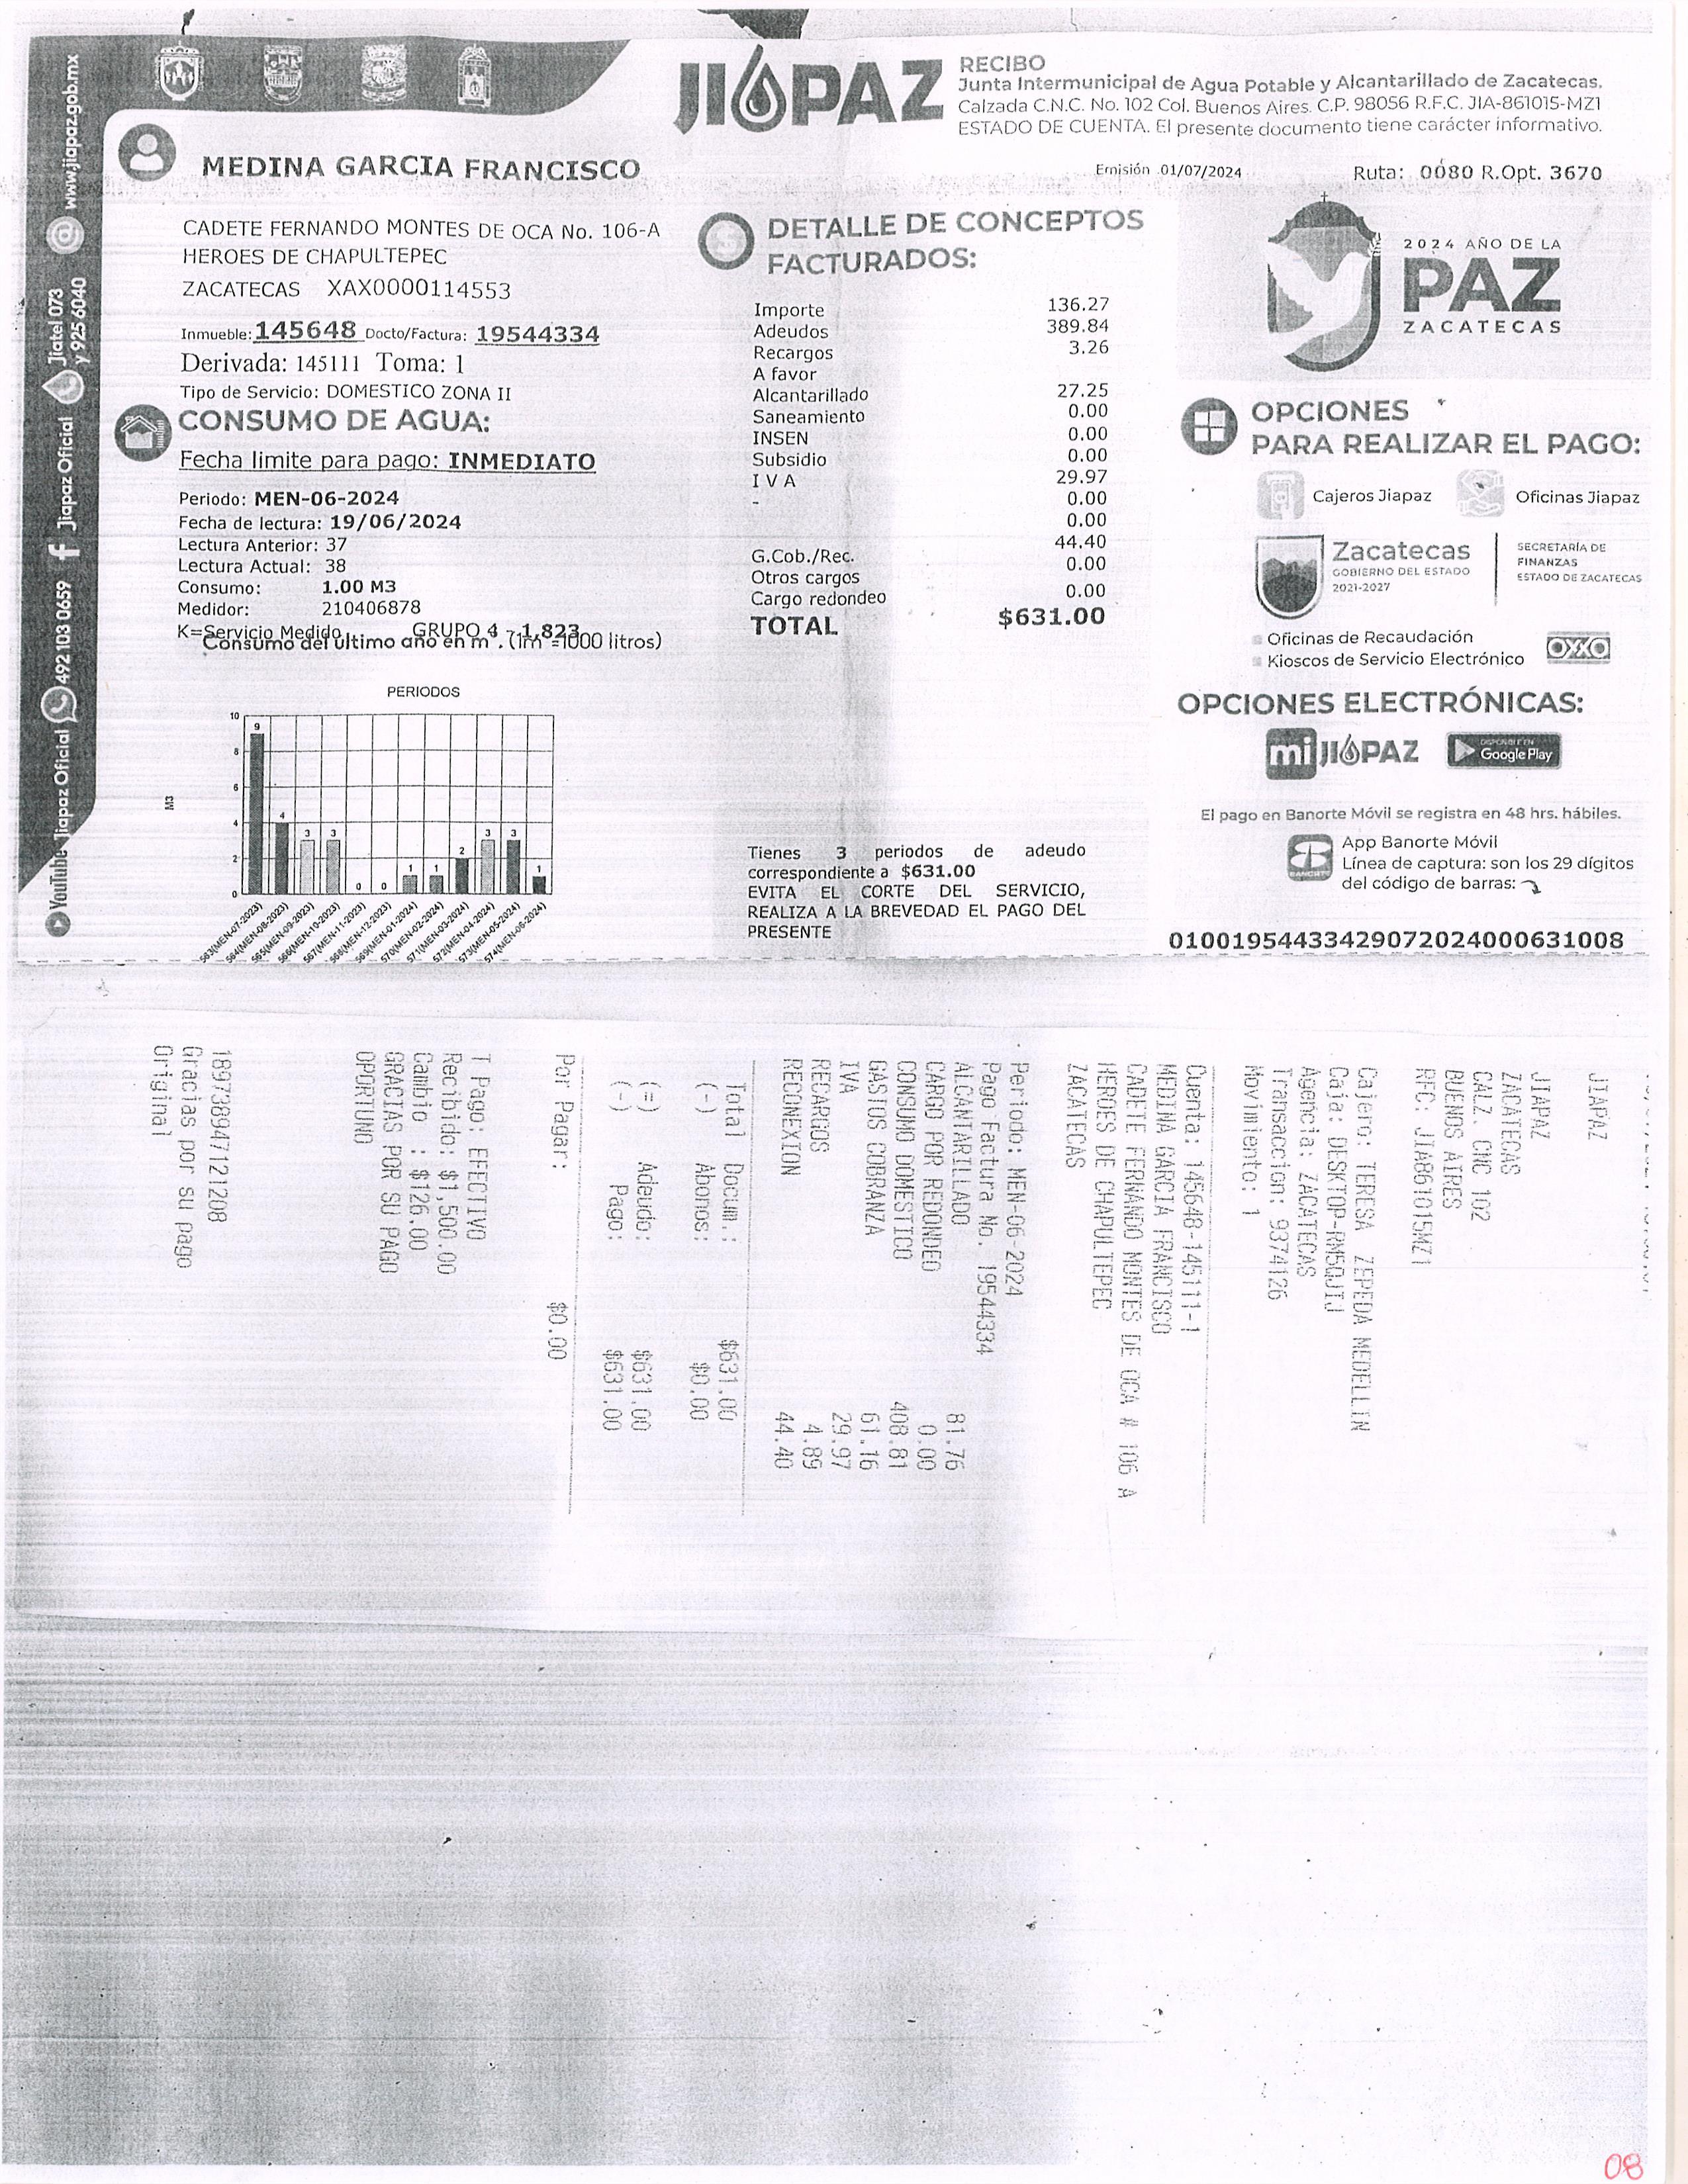 JIAPAZ
RECIBO
Junta Intermunicipal de Agua Potable y Alcantarillado de Zacatecas.
Calzada C.N.C. No. 102 Col. Buenos Aires. C.P. 98056 R.F.C. JIA-861015-MZ1
ESTADO DE CUENTA. El presente documento tiene carácter informativo.
Emisión 01/07/2024
Ruta: 0080 R.Opt. 3670
MEDINA GARCIA FRANCISCO
CADETE FERNANDO MONTES DE OCA No. 106-A
HEROES DE CHAPULTEPEC
ZACATECAS XAX0000114553
Inmueble: 145648 Docto/Factura: 19544334
Derivada: 145111 Toma: 1
Tipo de Servicio: DOMESTICO ZONA II
CONSUMO DE AGUA:
Fecha limite para pago: INMEDIATO
Periodo: MEN-06-2024
Fecha de lectura: 19/06/2024
Lectura Anterior: 37
Lectura Actual: 38
Consumo: 1.00 M3
Medidor: 210406878
K=Servicio Medido GRUPO 4 - 1,823
Consumo del último año en m³. (1m³=1000 litros)
PERIODOS
M3
10
8
6
4
2
0
9
4
3
3
0
0
1
1
2
3
3
1
563(MEN-07-2023)
564(MEN-08-2023)
565(MEN-09-2023)
566(MEN-10-2023)
567(MEN-11-2023)
568(MEN-12-2023)
569(MEN-01-2024)
570(MEN-02-2024)
571(MEN-03-2024)
572(MEN-04-2024)
573(MEN-05-2024)
574(MEN-06-2024)
www.jiapaz.gob.mx
Jiatel 073
y 925 6040
Jiapaz Oficial
492 103 0659
YouTube Jiapaz Oficial
DETALLE DE CONCEPTOS
FACTURADOS:
Importe 136.27
Adeudos 389.84
Recargos 3.26
A favor
Alcantarillado 27.25
Saneamiento 0.00
INSEN 0.00
Subsidio 0.00
I V A 29.97
- 0.00
0.00
G.Cob./Rec. 44.40
Otros cargos 0.00
Cargo redondeo 0.00
TOTAL $631.00
Tienes 3 periodos de adeudo
correspondiente a $631.00
EVITA EL CORTE DEL SERVICIO,
REALIZA A LA BREVEDAD EL PAGO DEL
PRESENTE
2024 AÑO DE LA
PAZ
ZACATECAS
OPCIONES
PARA REALIZAR EL PAGO:
Cajeros Jiapaz
Oficinas Jiapaz
Zacatecas
GOBIERNO DEL ESTADO
2021-2027
SECRETARÍA DE
FINANZAS
ESTADO DE ZACATECAS
Oficinas de Recaudación
Kioscos de Servicio Electrónico
OXXO
OPCIONES ELECTRÓNICAS:
mi JIAPAZ
DISPONIBLE EN
Google Play
El pago en Banorte Móvil se registra en 48 hrs. hábiles.
BANORTE
App Banorte Móvil
Línea de captura: son los 29 dígitos
del código de barras:
01001954433429072024000631008
JIAPAZ
JIAPAZ
ZACATECAS
CALZ. CNC 102
BUENOS AIRES
RFC: JIA861015MZ1
Cajero: TERESA ZEPEDA MEDELLIN
Caja: DESKTOP-RM5QJTJ
Agencia: ZACATECAS
Transaccion: 9374126
Movimiento: 1
Cuenta: 145648-145111-1
MEDINA GARCIA FRANCISCO
CADETE FERNANDO MONTES DE OCA # 106 A
HEROES DE CHAPULTEPEC
ZACATECAS
Periodo: MEN-06-2024
Pago Factura No. 19544334
ALCANTARILLADO 81.76
CARGO POR REDONDEO 0.00
CONSUMO DOMESTICO 408.81
GASTOS COBRANZA 61.16
IVA 29.97
RECARGOS 4.89
RECONEXION 44.40
Total Docum.: $631.00
(-) Abonos: $0.00
(=) Adeudo: $631.00
(-) Pago: $631.00
Por Pagar: $0.00
T Pago: EFECTIVO
Recibido: $1,500.00
Cambio : $126.00
GRACIAS POR SU PAGO
OPORTUNO
189738947121208
Gracias por su pago
Original
08